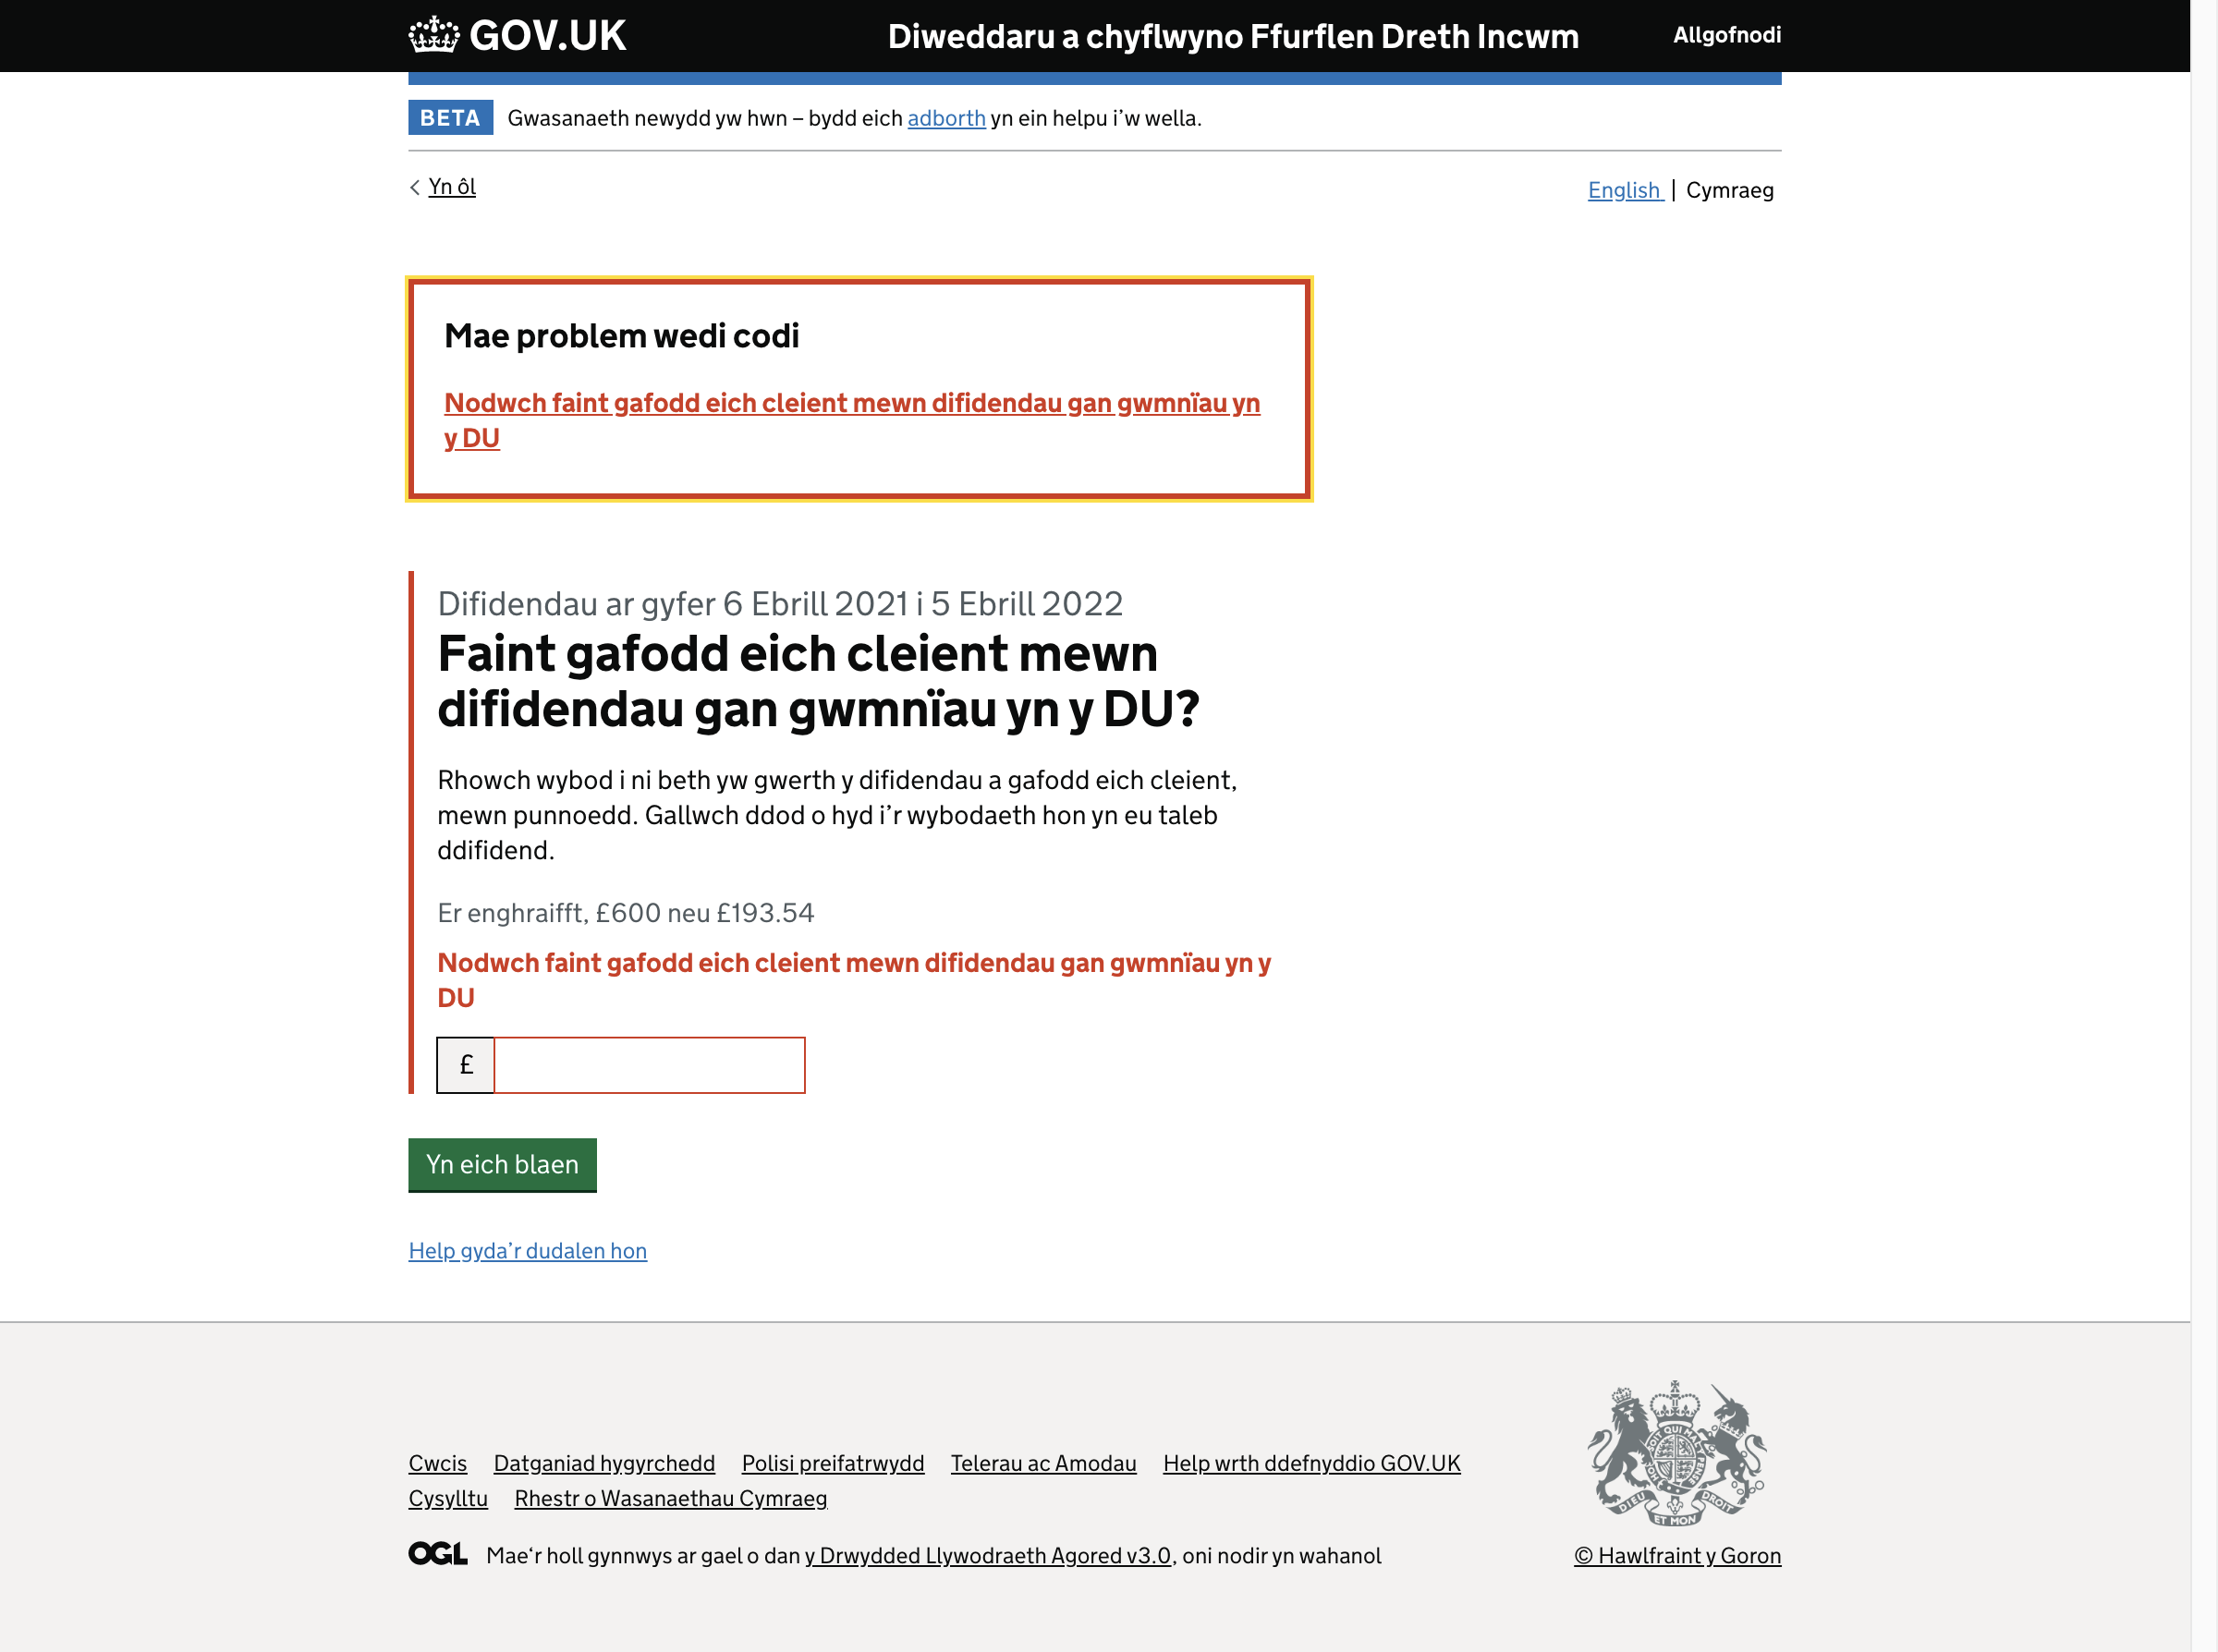 GOV.UK
Diweddaru a chyflwyno Ffurflen Dreth Incwm
Allgofnodi
BETA
Gwasanaeth newydd yw hwn – bydd eich adborth yn ein helpu i’w wella.
Yn ôl
English | Cymraeg
Mae problem wedi codi
Nodwch faint gafodd eich cleient mewn difidendau gan gwmnïau yn
y DU
Difidendau ar gyfer 6 Ebrill 2021 i 5 Ebrill 2022
Faint gafodd eich cleient mewn
difidendau gan gwmnïau yn y DU?
Rhowch wybod i ni beth yw gwerth y difidendau a gafodd eich cleient,
mewn punnoedd. Gallwch ddod o hyd i’r wybodaeth hon yn eu taleb
ddifidend.
Er enghraifft, £600 neu £193.54
Nodwch faint gafodd eich cleient mewn difidendau gan gwmnïau yn y
DU
£
Yn eich blaen
Help gyda’r dudalen hon
Cwcis Datganiad hygyrchedd Polisi preifatrwydd Telerau ac Amodau Help wrth ddefnyddio GOV.UK
Cysylltu Rhestr o Wasanaethau Cymraeg
OGL Mae‘r holl gynnwys ar gael o dan y Drwydded Llywodraeth Agored v3.0, oni nodir yn wahanol
DIEU ET MON DROIT
© Hawlfraint y Goron